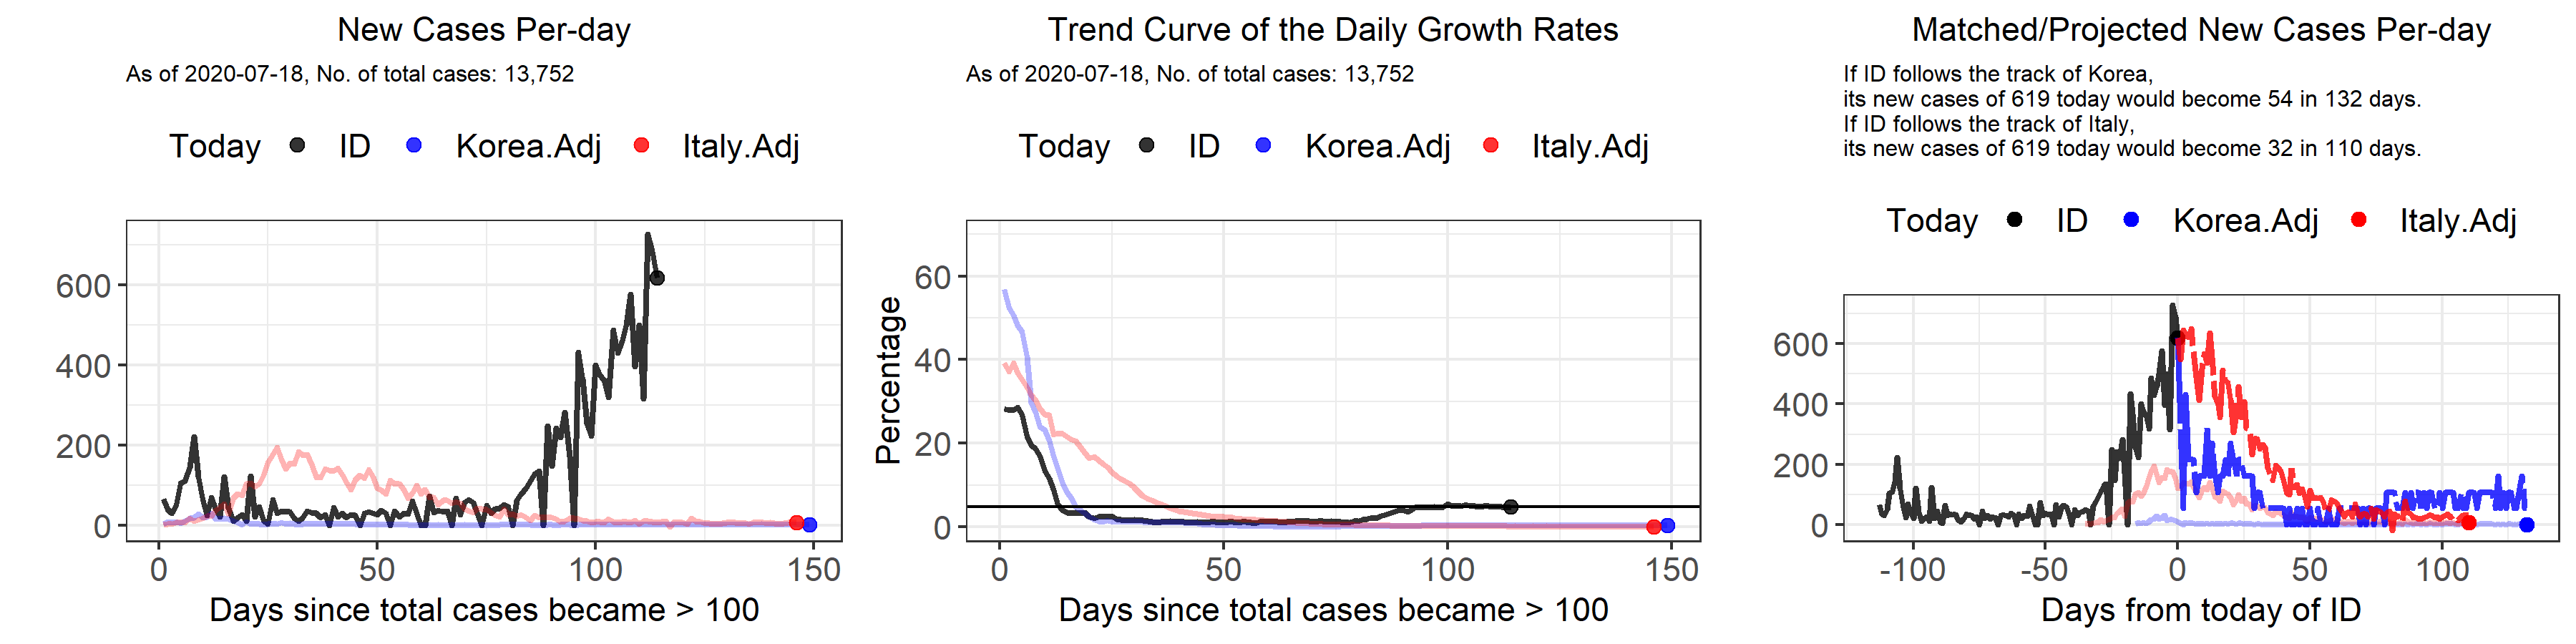 New Cases Per-day
As of 2020-07-18, No. of total cases: 13,752
Today ID Korea.Adj Italy.Adj
600
400
200
0
0 50 100 150
Days since total cases became > 100
Trend Curve of the Daily Growth Rates
As of 2020-07-18, No. of total cases: 13,752
Today ID Korea.Adj Italy.Adj
Percentage
60
40
20
0
0 50 100 150
Days since total cases became > 100
Matched/Projected New Cases Per-day
If ID follows the track of Korea,
its new cases of 619 today would become 54 in 132 days.
If ID follows the track of Italy,
its new cases of 619 today would become 32 in 110 days.
Today ID Korea.Adj Italy.Adj
600
400
200
0
-100 -50 0 50 100
Days from today of ID